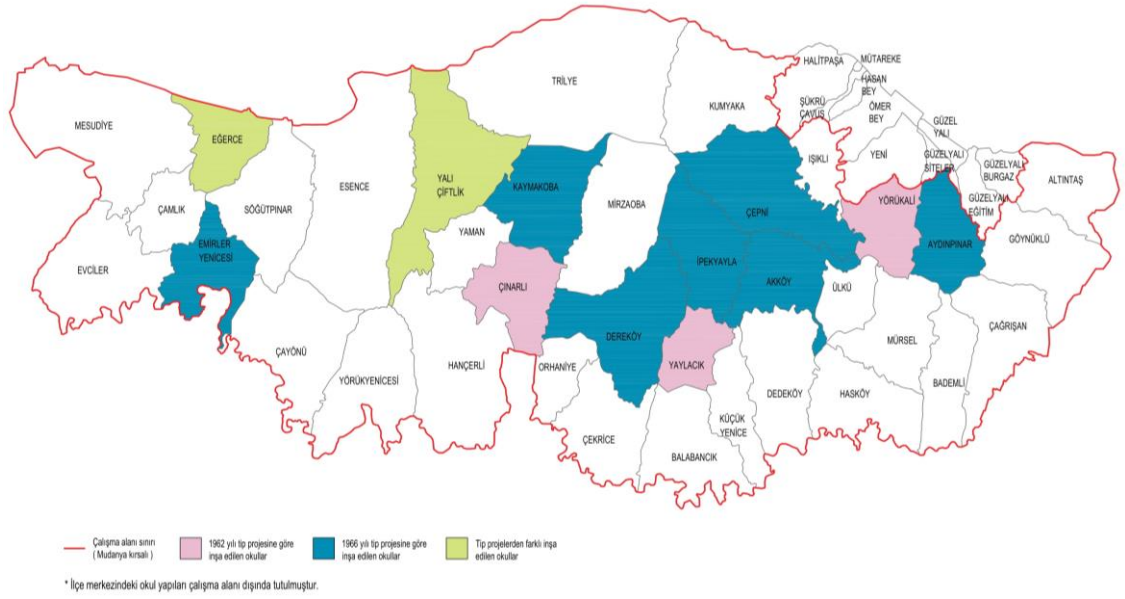 HALİTPAŞA
MÜTAREKE
TRİLYE
HASAN
BEY
KUMYAKA
ŞÜKRÜ
ÇAVUŞ
ÖMER
BEY
MESUDİYE
GÜZEL
YALI
EĞERCE
YENİ
GÜZELYALI
SİTELER
IŞIKLI
GÜZELYALI
BURGAZ
ALTINTAŞ
ESENCE
YALI
ÇİFTLİK
KAYMAKOBA
YÖRÜKALİ
GÜZELYALI
EĞİTİM
ÇAMLIK
SÖĞÜTPINAR
MİRZAOBA
ÇEPNİ
YAMAN
EMİRLER
YENİCESİ
AYDINPINAR
GÖYNÜKLÜ
EVCİLER
İPEKYAYLA
ÇINARLI
AKKÖY
ÜLKÜ
ÇAĞRIŞAN
DEREKÖY
MÜRSEL
ÇAYÖNÜ
HANÇERLİ
ORHANİYE
YAYLACIK
YÖRÜKYENİCESİ
BADEMLİ
DEDEKÖY
HASKÖY
KÜÇÜK
YENİCE
ÇEKRİCE
BALABANCIK
Çalışma alanı sınırı
( Mudanya kırsalı )
1962 yılı tip projesine göre
inşa edilen okullar
1966 yılı tip projesine göre
inşa edilen okullar
Tip projelerden farklı inşa
edilen okullar
* İlçe merkezindeki okul yapıları çalışma alanı dışında tutulmuştur.